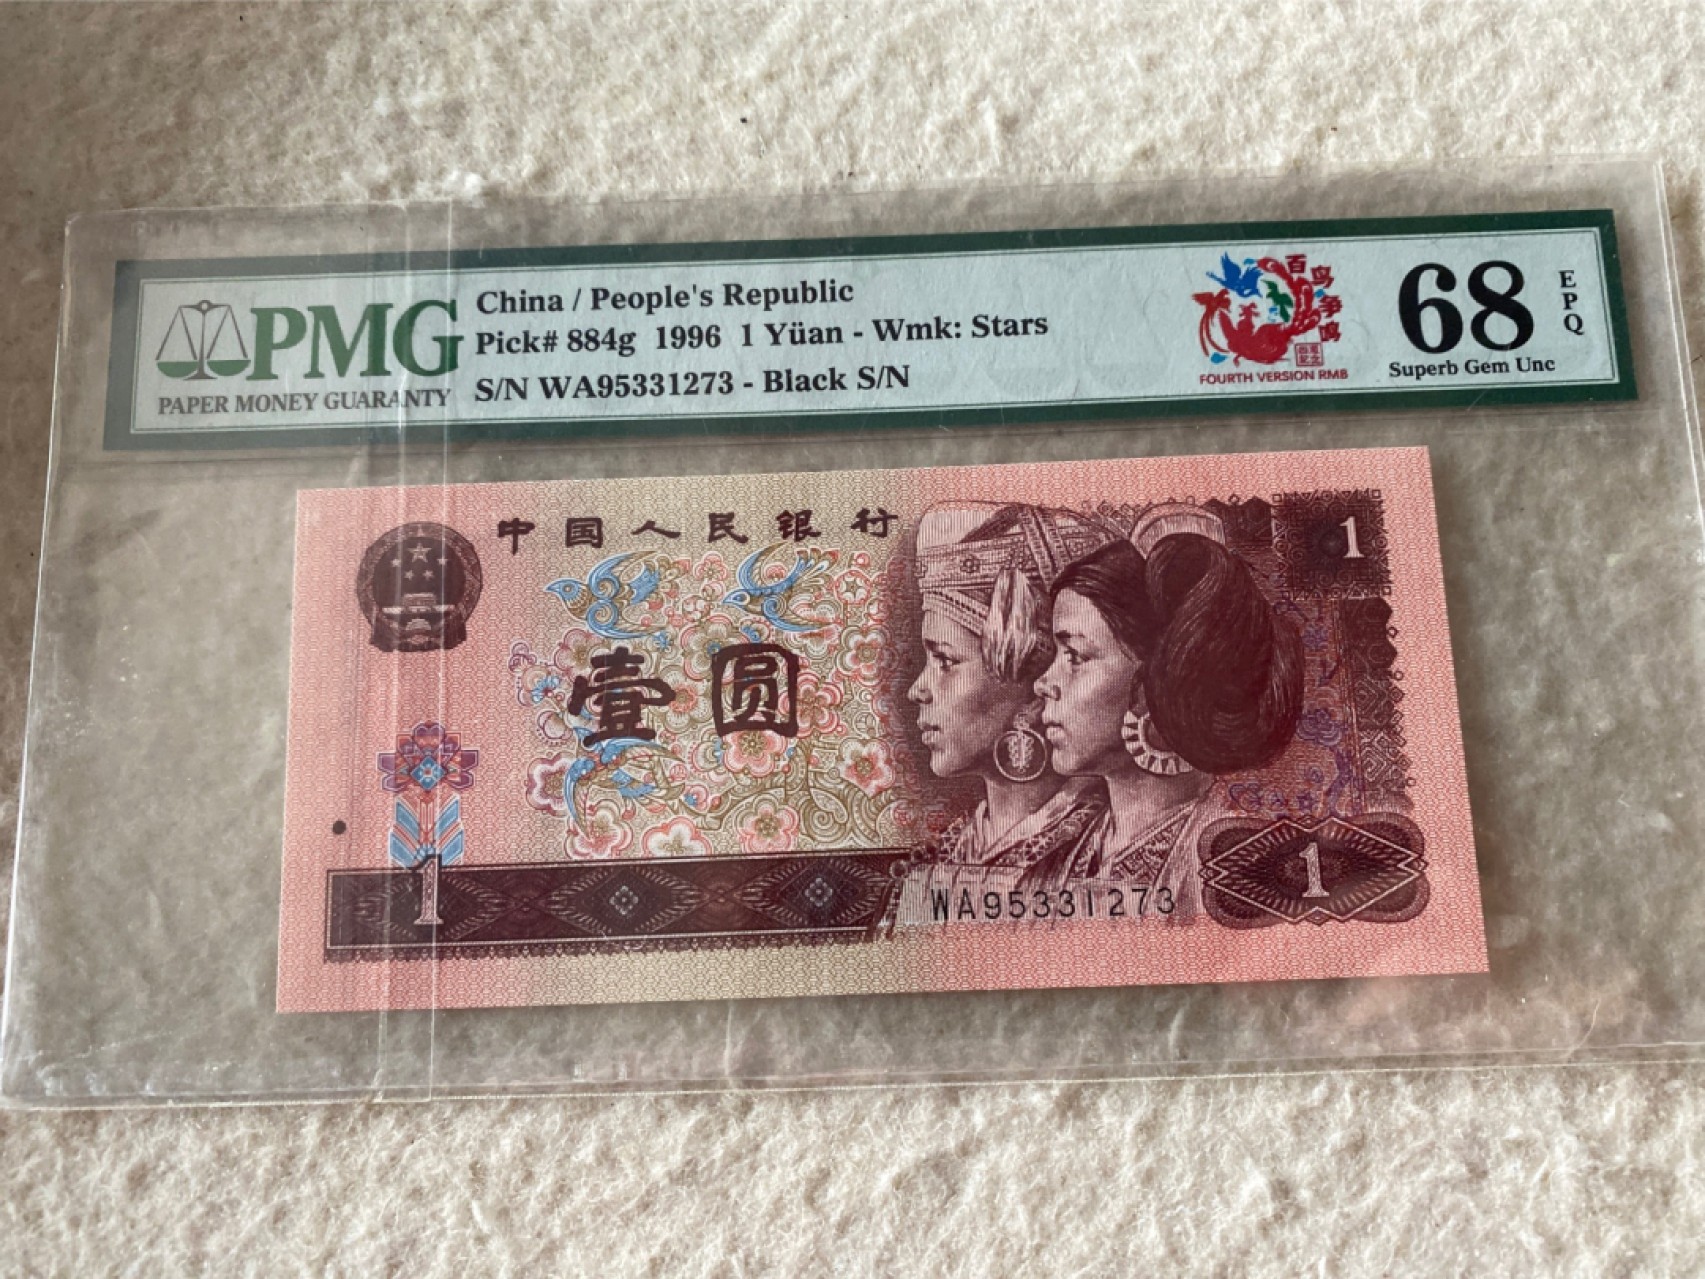 PMG
PAPER MONEY GUARANTY
China / People's Republic
Pick# 884g 1996 1 Yüan - Wmk: Stars
S/N WA95331273 - Black S/N
百鸟争鸣
FOURTH VERSION RMB
68
Superb Gem Unc
EPQ
中国人民银行
1
壹圆
1
1
WA95331273